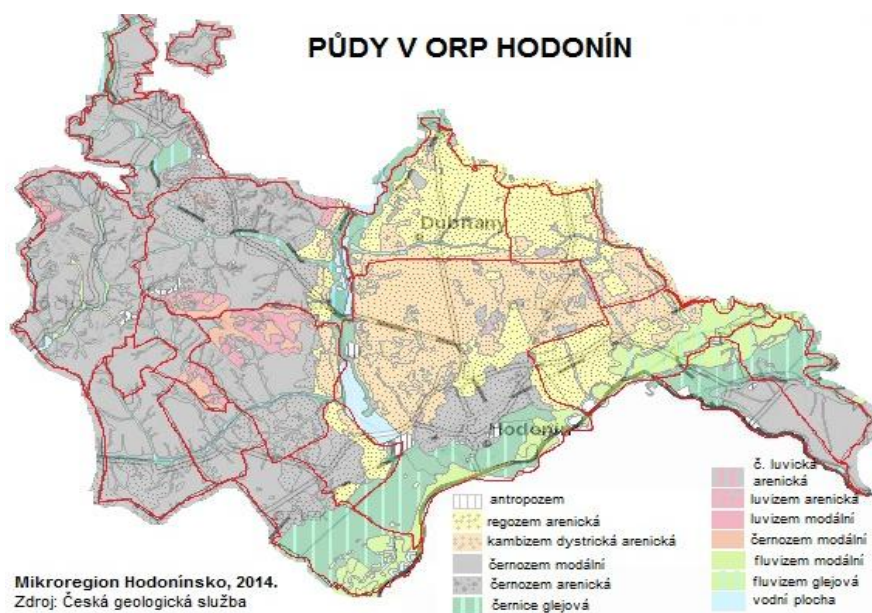 PŮDY V ORP HODONÍN
Dubňany
antropozem
regozem arenická
kambizem dystrická arenická
černozem modální
černozem arenická
černice glejová
č. luvická
arenická
luvizem arenická
luvizem modální
černozem modální
fluvizem modální
fluvizem glejová
vodní plocha
Mikroregion Hodonínsko, 2014.
Zdroj: Česká geologická služba